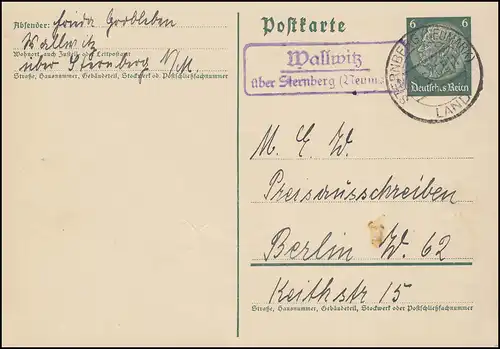 Absender: Frieda Grobleben
Wallwitz
Wohnort, auch Zustell- oder Leitpostamt
über Sternberg N/M.
Straße, Hausnummer, Gebäudeteil, Stockwerk od. Postschließfachnummer
Postkarte
6 6
Deutsches Reich
STERNBERG (NEUMARK)
LAND
Wallwitz
über Sternberg (Neum
M. E. W.
Preisausschreiben
Berlin W. 62
Keithstr 15
Straße, Hausnummer, Gebäudeteil, Stockwerk oder Postschließfachnummer